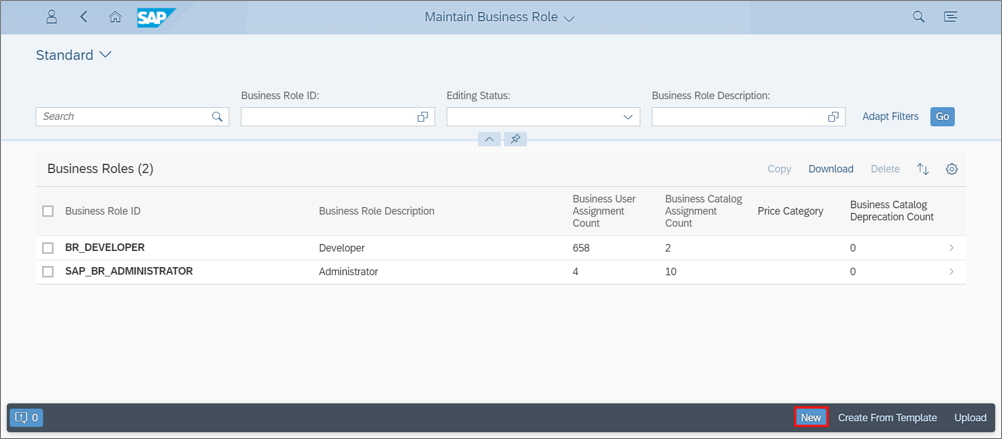 SAP Maintain Business Role
Standard
Business Role ID: Editing Status: Business Role Description:
Search Adapt Filters Go
Business Roles (2) Copy Download Delete
Business Role ID Business Role Description Business User Assignment Count Business Catalog Assignment Count Price Category Business Catalog Deprecation Count
BR_DEVELOPER Developer 658 2 0
SAP_BR_ADMINISTRATOR Administrator 4 10 0
0 New Create From Template Upload